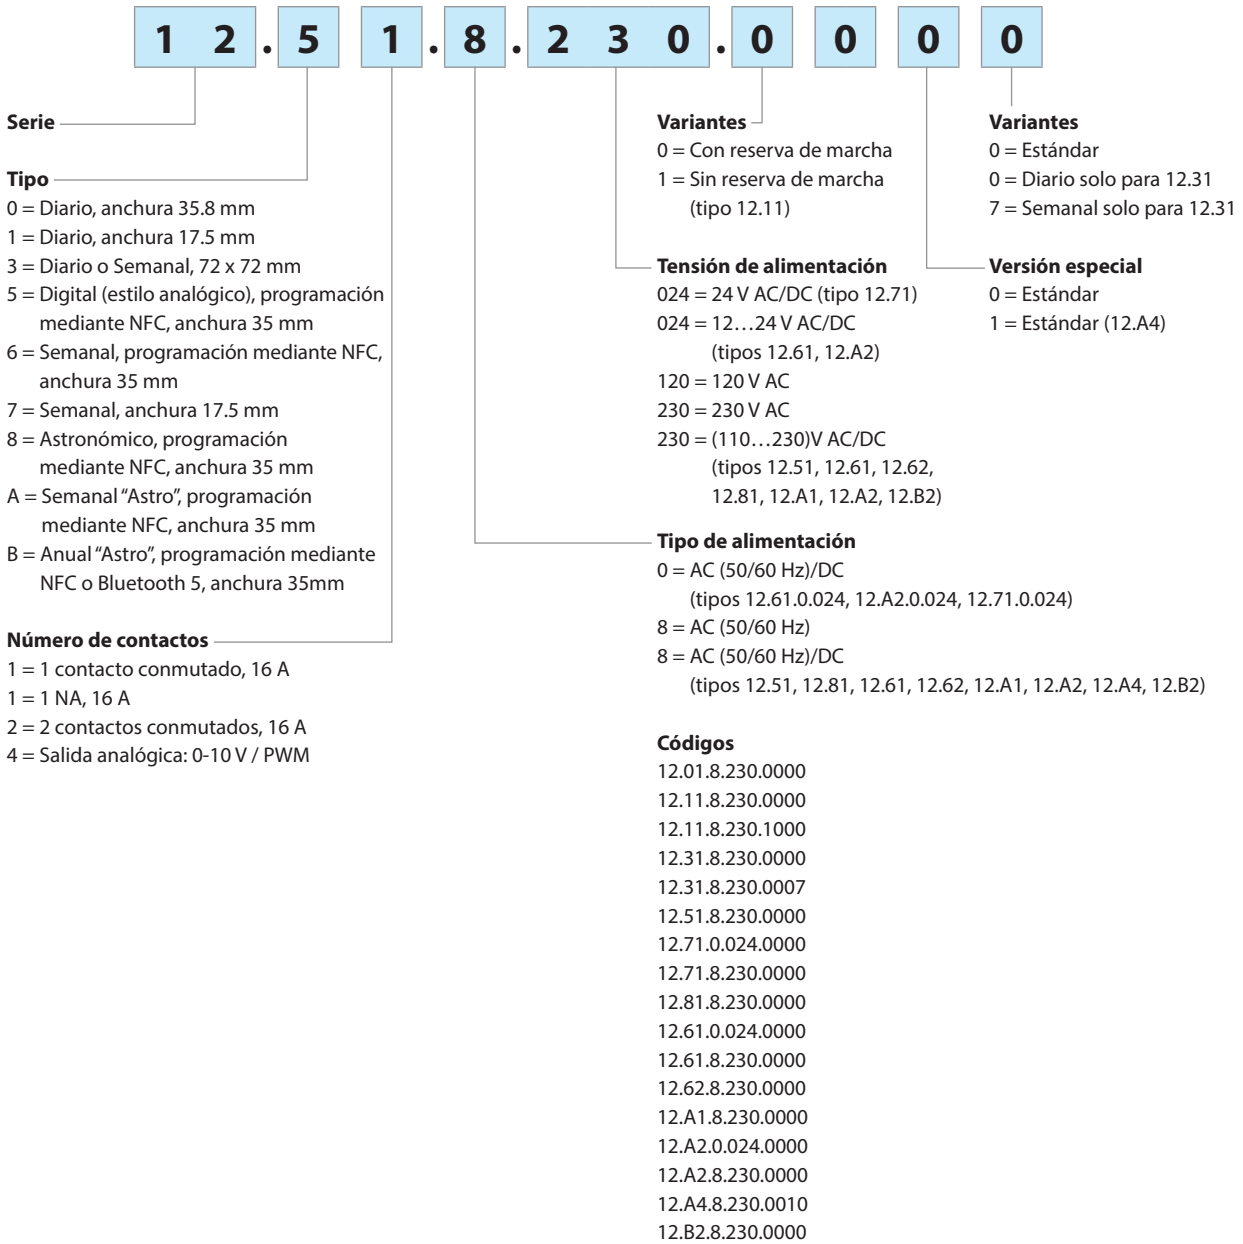 1 2 . 5 1 . 8 . 2 3 0 . 0 0 0 0
Serie
Tipo
0 = Diario, anchura 35.8 mm
1 = Diario, anchura 17.5 mm
3 = Diario o Semanal, 72 x 72 mm
5 = Digital (estilo analógico), programación
mediante NFC, anchura 35 mm
6 = Semanal, programación mediante NFC,
anchura 35 mm
7 = Semanal, anchura 17.5 mm
8 = Astronómico, programación
mediante NFC, anchura 35 mm
A = Semanal “Astro”, programación
mediante NFC, anchura 35 mm
B = Anual “Astro”, programación mediante
NFC o Bluetooth 5, anchura 35mm
Número de contactos
1 = 1 contacto conmutado, 16 A
1 = 1 NA, 16 A
2 = 2 contactos conmutados, 16 A
4 = Salida analógica: 0-10 V / PWM
Variantes
0 = Con reserva de marcha
1 = Sin reserva de marcha
(tipo 12.11)
Tensión de alimentación
024 = 24 V AC/DC (tipo 12.71)
024 = 12…24 V AC/DC
(tipos 12.61, 12.A2)
120 = 120 V AC
230 = 230 V AC
230 = (110…230)V AC/DC
(tipos 12.51, 12.61, 12.62,
12.81, 12.A1, 12.A2, 12.B2)
Tipo de alimentación
0 = AC (50/60 Hz)/DC
(tipos 12.61.0.024, 12.A2.0.024, 12.71.0.024)
8 = AC (50/60 Hz)
8 = AC (50/60 Hz)/DC
(tipos 12.51, 12.81, 12.61, 12.62, 12.A1, 12.A2, 12.A4, 12.B2)
Códigos
12.01.8.230.0000
12.11.8.230.0000
12.11.8.230.1000
12.31.8.230.0000
12.31.8.230.0007
12.51.8.230.0000
12.71.0.024.0000
12.71.8.230.0000
12.81.8.230.0000
12.61.0.024.0000
12.61.8.230.0000
12.62.8.230.0000
12.A1.8.230.0000
12.A2.0.024.0000
12.A2.8.230.0000
12.A4.8.230.0010
12.B2.8.230.0000
Variantes
0 = Estándar
0 = Diario solo para 12.31
7 = Semanal solo para 12.31
Versión especial
0 = Estándar
1 = Estándar (12.A4)